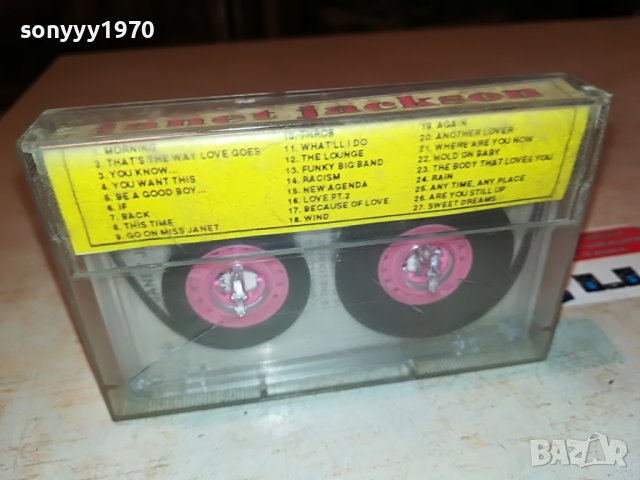 sonyyy1970
janet jackson
1. MORNING
2. THAT'S THE WAY LOVE GOES
3. YOU KNOW...
4. YOU WANT THIS
5. BE A GOOD BOY...
6. IF
7. BACK
8. THIS TIME
9. GO ON MISS JANET
10. THROB
11. WHAT'LL I DO
12. THE LOUNGE
13. FUNKY BIG BAND
14. RACISM
15. NEW AGENDA
16. LOVE PT.2
17. BECAUSE OF LOVE
18. WIND
19. AGAIN
20. ANOTHER LOVER
21. WHERE ARE YOU NOW...
22. HOLD ON BABY
23. THE BODY THAT LOVES YOU
24. RAIN
25. ANY TIME, ANY PLACE
26. ARE YOU STILL UP
27. SWEET DREAMS
BAZAR
bg